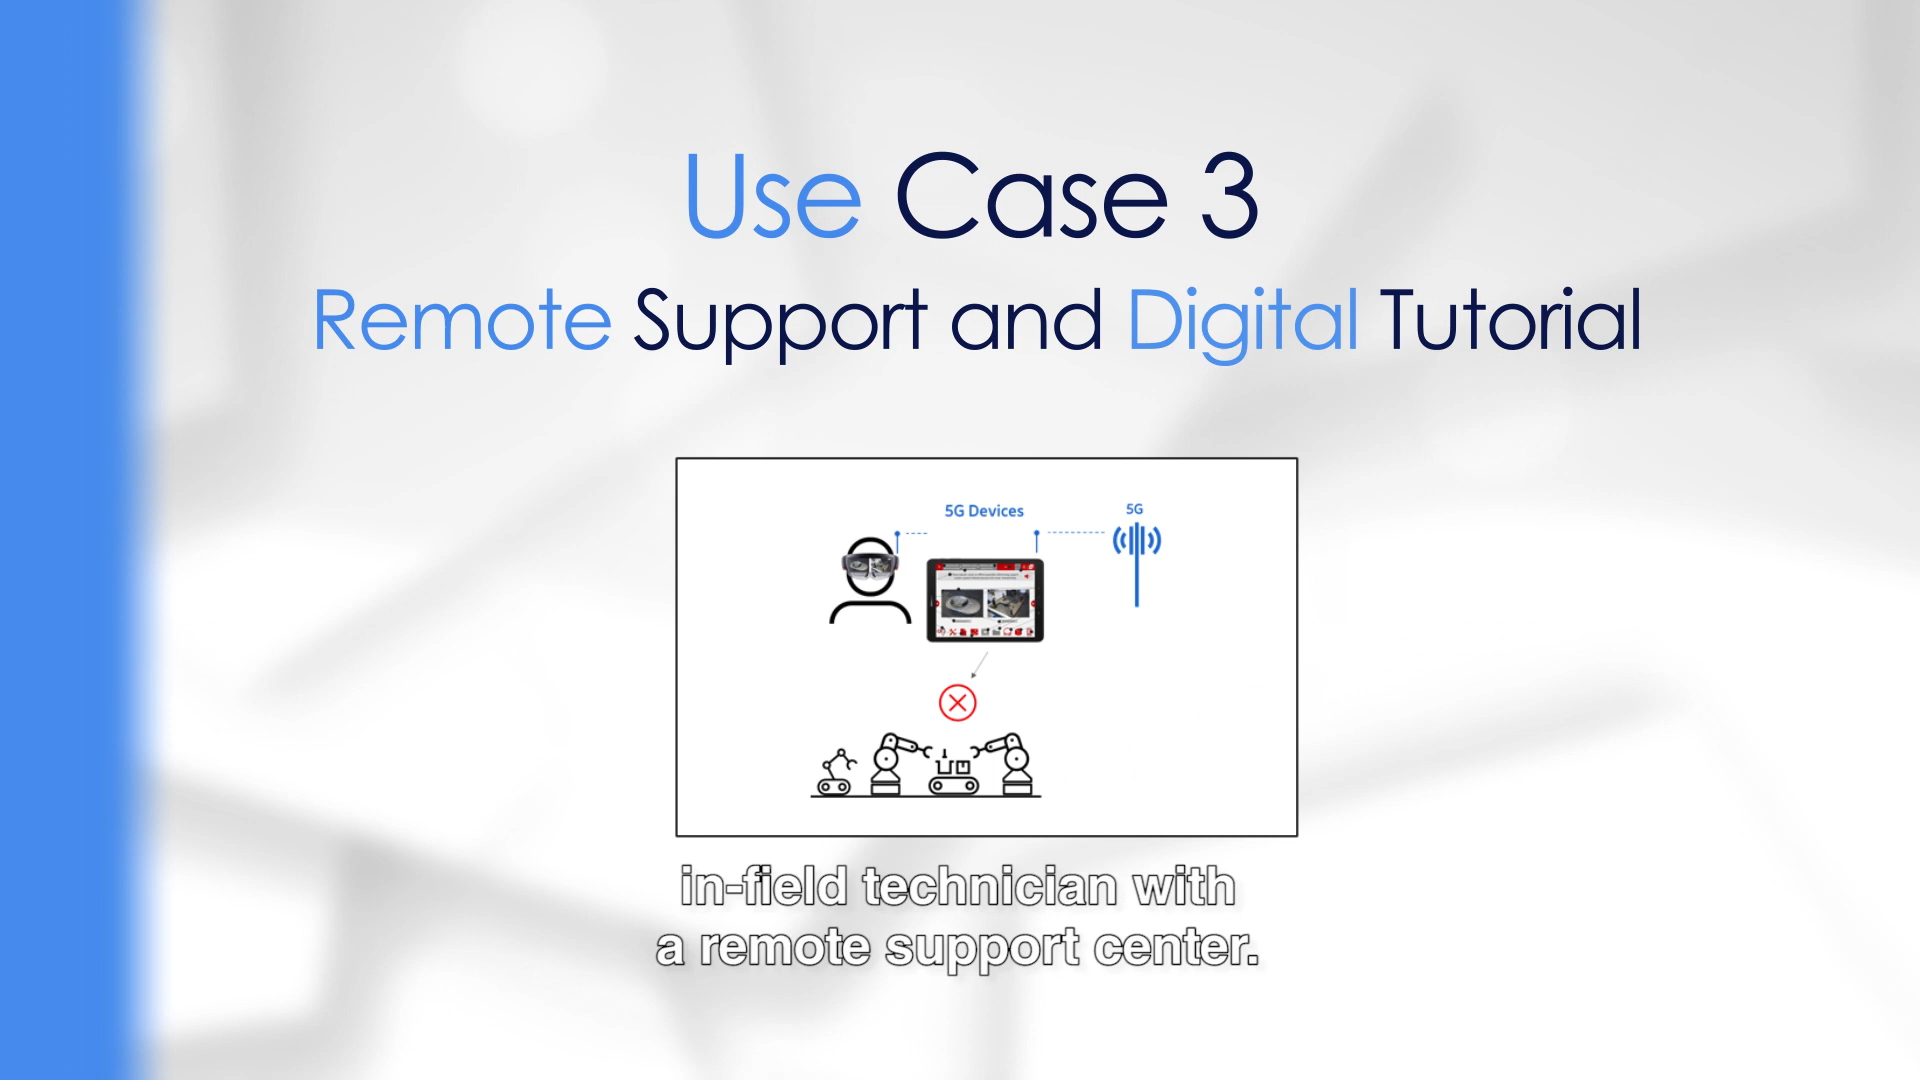 Use Case 3
Remote Support and Digital Tutorial
5G Devices
5G
in-field technician with
a remote support center.